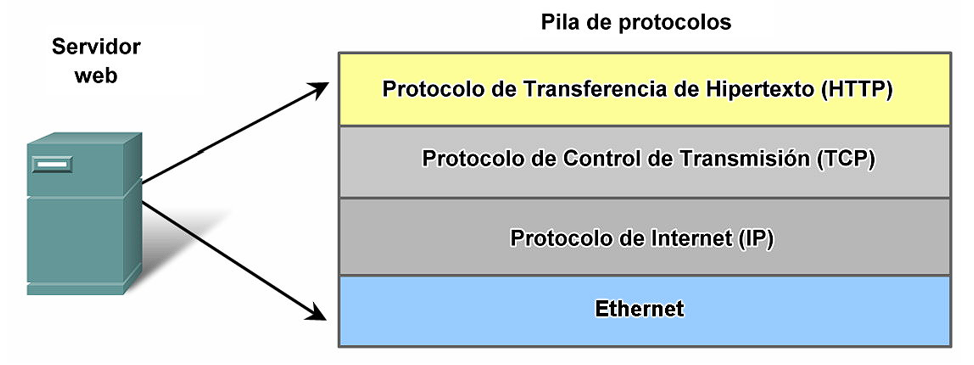 Pila de protocolos
Servidor
web
Protocolo de Transferencia de Hipertexto (HTTP)
Protocolo de Control de Transmisión (TCP)
Protocolo de Internet (IP)
Ethernet